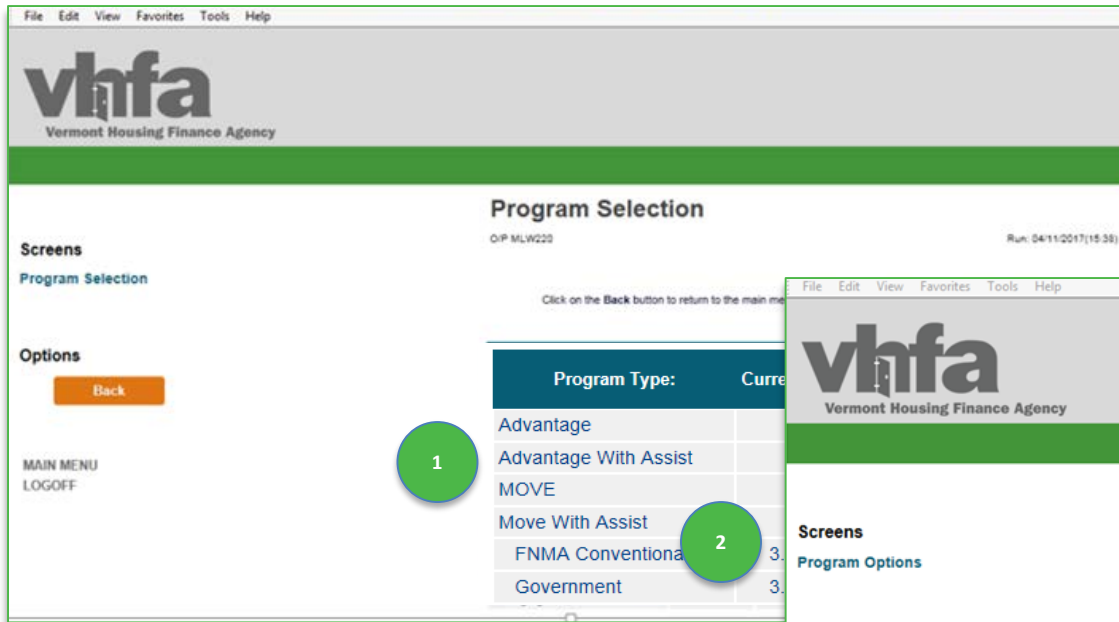 File Edit View Favorites Tools Help
vhfa
Vermont Housing Finance Agency
Program Selection
O/P MLW220
Run: 04/11/2017(15:38)
Screens
Program Selection
Click on the Back button to return to the main me
Options
Back
MAIN MENU
LOGOFF
Program Type: Curre
Advantage
1
Advantage With Assist
MOVE
Move With Assist
2
FNMA Conventiona 3.
Government 3.
File Edit View Favorites Tools Help
vhfa
Vermont Housing Finance Agency
Screens
Program Options